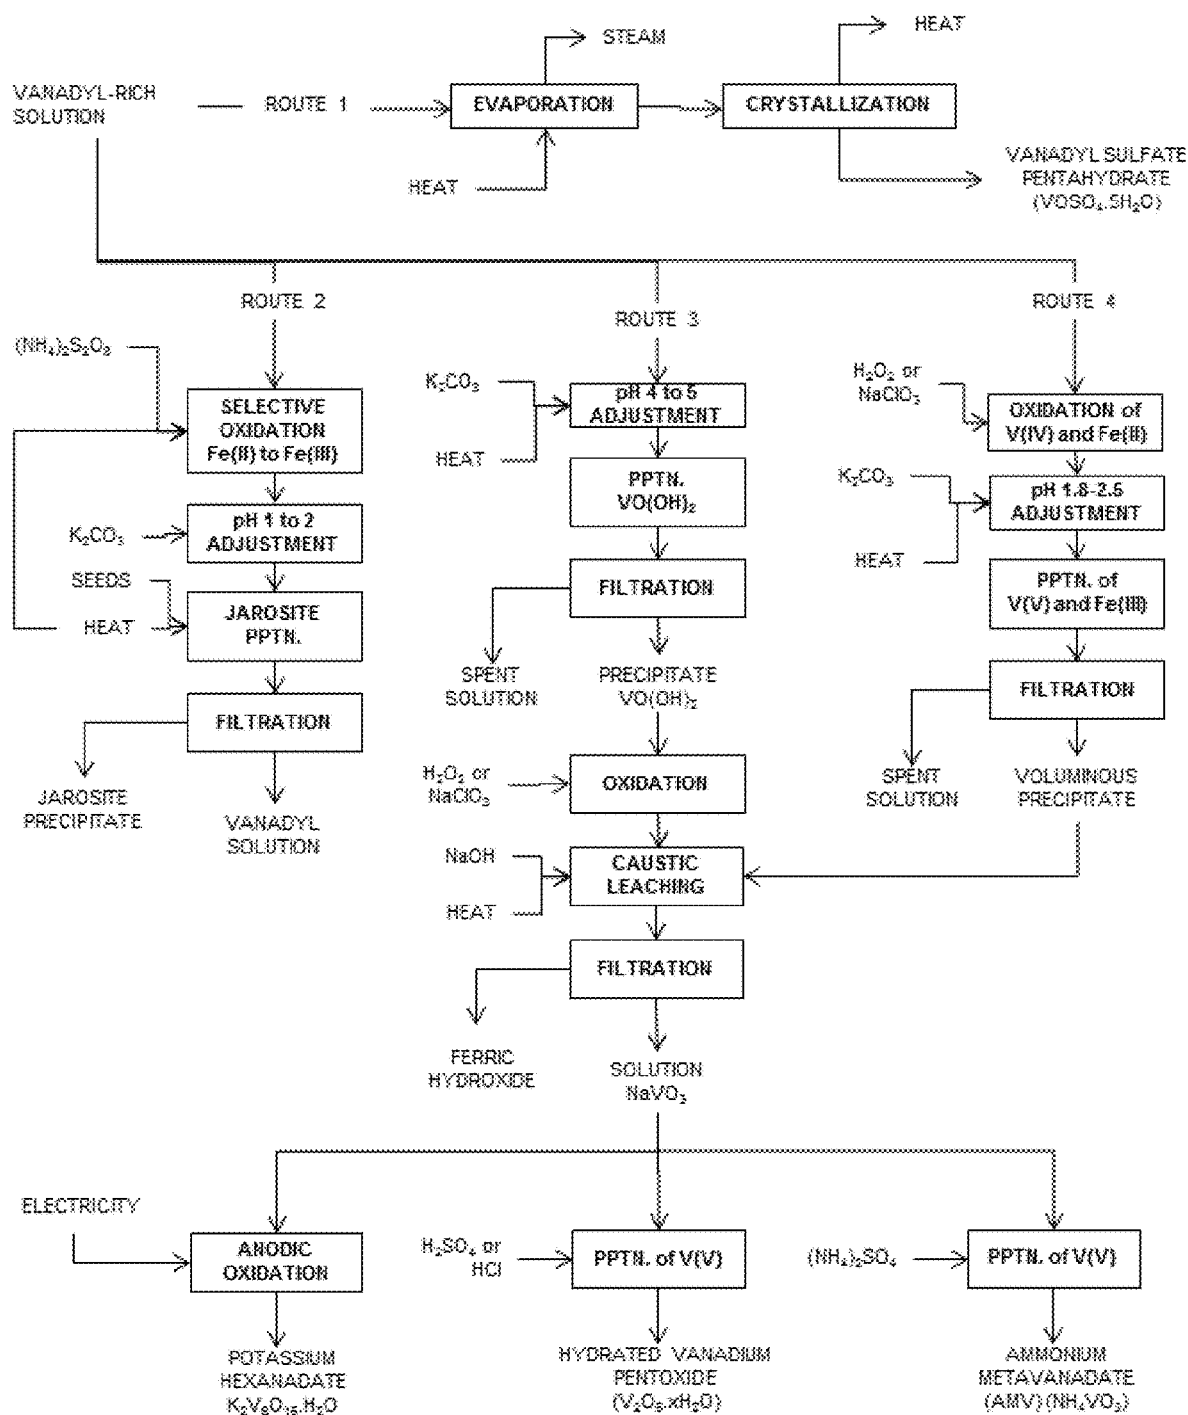 STEAM
HEAT
VANADYL-RICH
SOLUTION
ROUTE 1
EVAPORATION
CRYSTALLIZATION
HEAT
VANADYL SULFATE
PENTAHYDRATE
(VOSO₄.5H₂O)
ROUTE 2
ROUTE 3
ROUTE 4
(NH₄)₂S₂O₂
SELECTIVE
OXIDATION
Fe(II) to Fe(III)
K₂CO₃
pH 1 to 2
ADJUSTMENT
SEEDS
HEAT
JAROSITE
PPTN.
FILTRATION
JAROSITE
PRECIPITATE
VANADYL
SOLUTION
K₂CO₃
pH 4 to 5
ADJUSTMENT
HEAT
PPTN.
VO(OH)₂
FILTRATION
SPENT
SOLUTION
PRECIPITATE
VO(OH)₂
H₂O₂ or
NaClO₃
OXIDATION
NaOH
CAUSTIC
LEACHING
HEAT
FILTRATION
FERRIC
HYDROXIDE
SOLUTION
NaVO₃
H₂O₂ or
NaClO₃
OXIDATION of
V(IV) and Fe(II)
K₂CO₃
pH 1.8-2.5
ADJUSTMENT
HEAT
PPTN. of
V(V) and Fe(III)
FILTRATION
SPENT
SOLUTION
VOLUMINOUS
PRECIPITATE
ELECTRICITY
ANODIC
OXIDATION
POTASSIUM
HEXANADATE
H₂SO₄ or
HCl
PPTN. of V(V)
HYDRATED VANADIUM
PENTOXIDE
(V₂O₅.xH₂O)
(NH₄)₂SO₄
PPTN. of V(V)
AMMONIUM
METAVANADATE
(AMV) (NH₄VO₃)